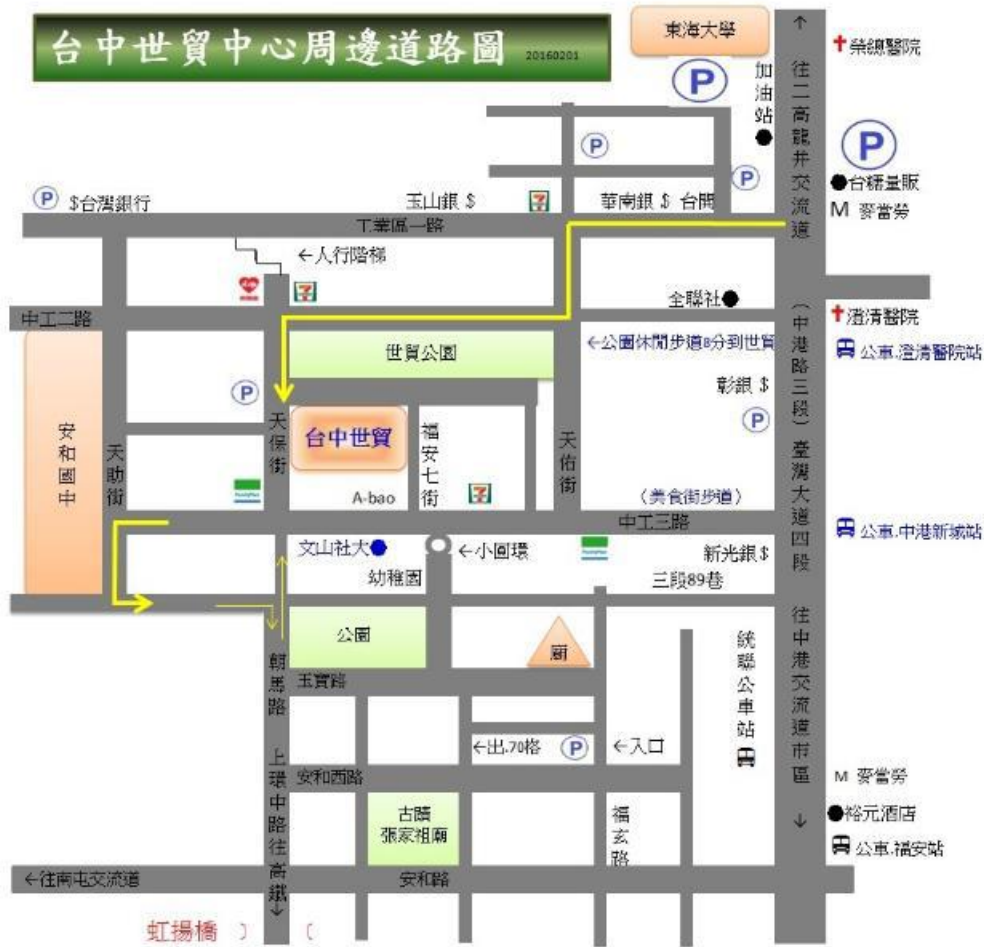 台中世貿中心周邊道路圖 20160201
東海大學
P
加油站
往二高龍井交流道
榮總醫院
P
P
P
台糖量販
M 麥當勞
P $台灣銀行
玉山銀 $
華南銀 $ 台開
工業區一路
←人行階梯
全聯社
中工二路
澄清醫院
公車.澄清醫院站
世貿公園
←公園休閒步道8分到世貿
(中港路三段)臺灣大道四段
彰銀 $
P
P
安和國中
天助街
天保街
台中世貿
福安七街
天佑街
A-bao
(美食街步道)
中工三路
公車.中港新城站
文山社大
←小圓環
新光銀$
幼稚園
三段89巷
公園
廟
朝馬路
玉寶路
統聯公車站
往中港交流道市區
←出.70格 P ←入口
上環中路往高鐵
安和西路
M 麥當勞
古蹟
張家祖廟
福玄路
裕元酒店
公車.福安站
←往南屯交流道
安和路
虹揚橋 ) (